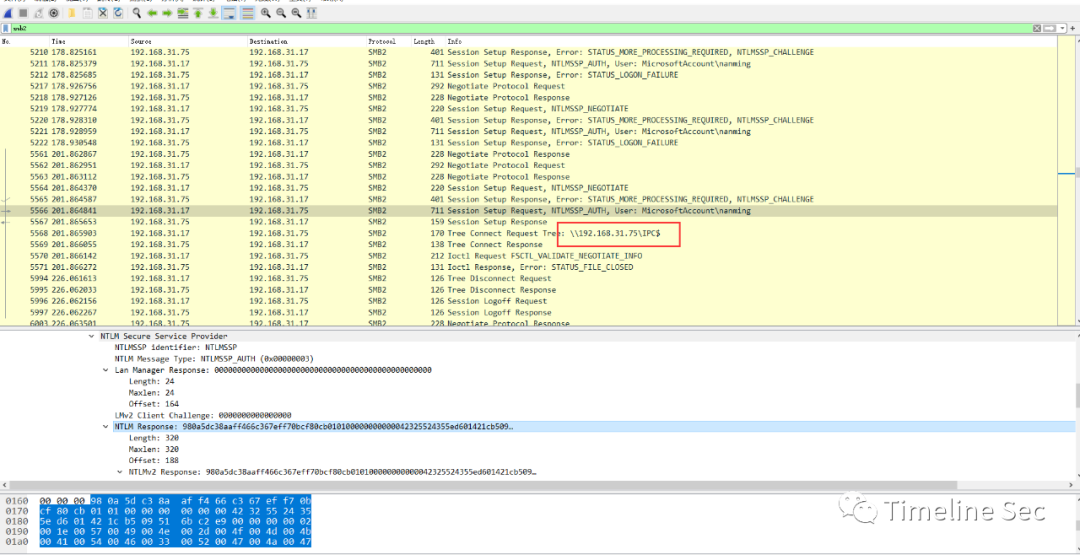 smb2
No. Time Source Destination Protocol Length Info
5210 178.825161 192.168.31.75 192.168.31.17 SMB2 401 Session Setup Response, Error: STATUS_MORE_PROCESSING_REQUIRED, NTLMSSP_CHALLENGE
5211 178.825379 192.168.31.17 192.168.31.75 SMB2 711 Session Setup Request, NTLMSSP_AUTH, User: MicrosoftAccount\nanming
5212 178.825685 192.168.31.75 192.168.31.17 SMB2 131 Session Setup Response, Error: STATUS_LOGON_FAILURE
5217 178.926756 192.168.31.17 192.168.31.75 SMB2 292 Negotiate Protocol Request
5218 178.927126 192.168.31.75 192.168.31.17 SMB2 228 Negotiate Protocol Response
5219 178.927774 192.168.31.17 192.168.31.75 SMB2 220 Session Setup Request, NTLMSSP_NEGOTIATE
5220 178.928310 192.168.31.75 192.168.31.17 SMB2 401 Session Setup Response, Error: STATUS_MORE_PROCESSING_REQUIRED, NTLMSSP_CHALLENGE
5221 178.928959 192.168.31.17 192.168.31.75 SMB2 711 Session Setup Request, NTLMSSP_AUTH, User: MicrosoftAccount\nanming
5222 178.930548 192.168.31.75 192.168.31.17 SMB2 131 Session Setup Response, Error: STATUS_LOGON_FAILURE
5561 201.862867 192.168.31.75 192.168.31.17 SMB2 228 Negotiate Protocol Response
5562 201.862951 192.168.31.17 192.168.31.75 SMB2 292 Negotiate Protocol Request
5563 201.863112 192.168.31.75 192.168.31.17 SMB2 228 Negotiate Protocol Response
5564 201.864370 192.168.31.17 192.168.31.75 SMB2 220 Session Setup Request, NTLMSSP_NEGOTIATE
5565 201.864587 192.168.31.75 192.168.31.17 SMB2 401 Session Setup Response, Error: STATUS_MORE_PROCESSING_REQUIRED, NTLMSSP_CHALLENGE
5566 201.864841 192.168.31.17 192.168.31.75 SMB2 711 Session Setup Request, NTLMSSP_AUTH, User: MicrosoftAccount\nanming
5567 201.865653 192.168.31.75 192.168.31.17 SMB2 159 Session Setup Response
5568 201.865903 192.168.31.17 192.168.31.75 SMB2 170 Tree Connect Request Tree: \\192.168.31.75\IPC$
5569 201.866055 192.168.31.75 192.168.31.17 SMB2 138 Tree Connect Response
5570 201.866142 192.168.31.17 192.168.31.75 SMB2 212 Ioctl Request FSCTL_VALIDATE_NEGOTIATE_INFO
5571 201.866272 192.168.31.75 192.168.31.17 SMB2 131 Ioctl Response, Error: STATUS_FILE_CLOSED
5994 226.061613 192.168.31.17 192.168.31.75 SMB2 126 Tree Disconnect Request
5995 226.062033 192.168.31.75 192.168.31.17 SMB2 126 Tree Disconnect Response
5996 226.062156 192.168.31.17 192.168.31.75 SMB2 126 Session Logoff Request
5997 226.062267 192.168.31.75 192.168.31.17 SMB2 126 Session Logoff Response
6003 226.063501 192.168.31.75 192.168.31.17 SMB2 228 Negotiate Protocol Response
NTLM Secure Service Provider
NTLMSSP identifier: NTLMSSP
NTLM Message Type: NTLMSSP_AUTH (0x00000003)
Lan Manager Response: 000000000000000000000000000000000000000000000000
Length: 24
Maxlen: 24
Offset: 164
LMv2 Client Challenge: 0000000000000000
NTLM Response: 980a5dc38aaff466c367eff70bcf80cb0101000000000000042325524355ed601421cb509…
Length: 320
Maxlen: 320
Offset: 188
NTLMv2 Response: 980a5dc38aaff466c367eff70bcf80cb0101000000000000042325524355ed601421cb509…
0160 00 00 00 98 0a 5d c3 8a af f4 66 c3 67 ef f7 0b
0170 cf 80 cb 01 01 00 00 00 00 00 00 42 32 55 24 35
0180 5e d6 01 42 1c b5 09 51 6b c2 e9 00 00 00 00 02
0190 00 1e 00 57 00 49 00 4e 00 2d 00 4f 00 4d 00 4b
01a0 00 41 00 54 00 46 00 33 00 52 00 47 00 4a 00 47
Timeline Sec